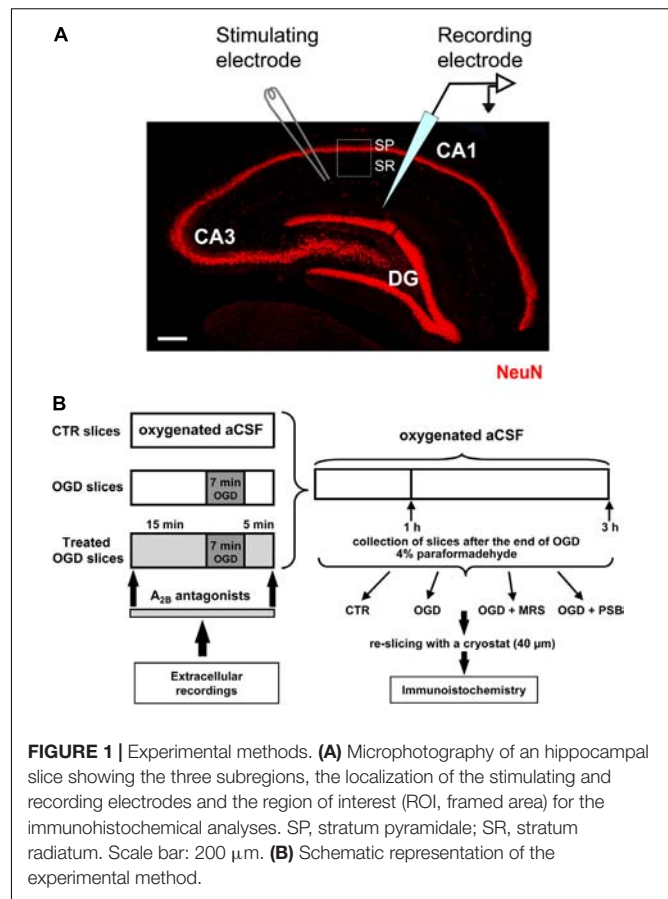 A
Stimulating
electrode
Recording
electrode
SP
SR
CA1
CA3
DG
NeuN
B
CTR slices
oxygenated aCSF
OGD slices
7 min
OGD
Treated
OGD slices
15 min
7 min
OGD
5 min
A2B antagonists
Extracellular
recordings
oxygenated aCSF
1 h
3 h
collection of slices after the end of OGD
4% paraformadehyde
CTR
OGD
OGD + MRS
OGD + PSB
re-slicing with a cryostat (40 µm)
Immunoistochemistry
FIGURE 1 | Experimental methods. (A) Microphotography of an hippocampal
slice showing the three subregions, the localization of the stimulating and
recording electrodes and the region of interest (ROI, framed area) for the
immunohistochemical analyses. SP, stratum pyramidale; SR, stratum
radiatum. Scale bar: 200 µm. (B) Schematic representation of the
experimental method.